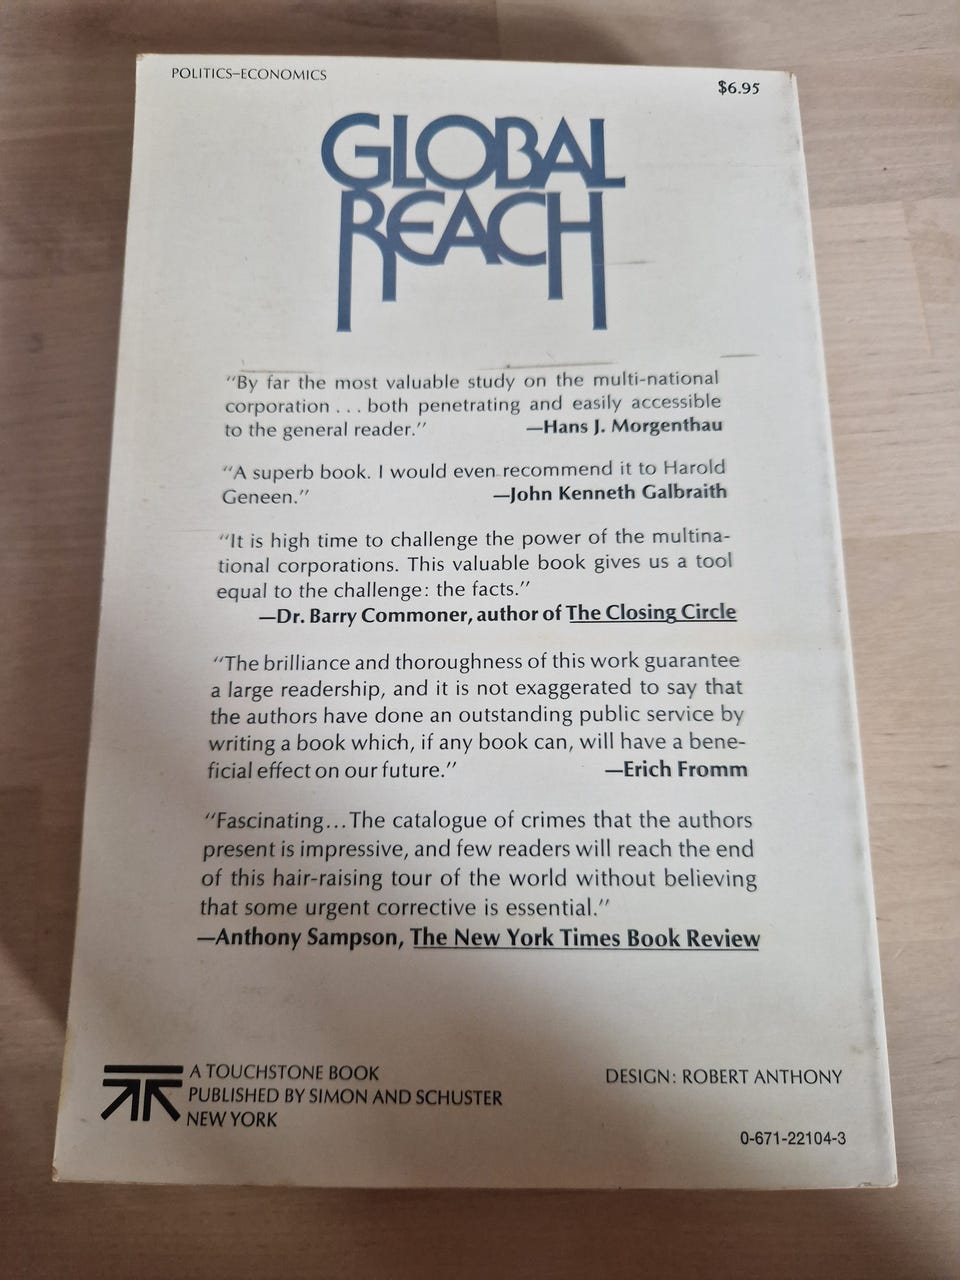 POLITICS–ECONOMICS
$6.95
GLOBAL
REACH
“By far the most valuable study on the multi-national
corporation . . . both penetrating and easily accessible
to the general reader.” —Hans J. Morgenthau
“A superb book. I would even recommend it to Harold
Geneen.” —John Kenneth Galbraith
“It is high time to challenge the power of the multina-
tional corporations. This valuable book gives us a tool
equal to the challenge: the facts.”
—Dr. Barry Commoner, author of The Closing Circle
“The brilliance and thoroughness of this work guarantee
a large readership, and it is not exaggerated to say that
the authors have done an outstanding public service by
writing a book which, if any book can, will have a bene-
ficial effect on our future.” —Erich Fromm
“Fascinating...The catalogue of crimes that the authors
present is impressive, and few readers will reach the end
of this hair-raising tour of the world without believing
that some urgent corrective is essential.”
—Anthony Sampson, The New York Times Book Review
A TOUCHSTONE BOOK
PUBLISHED BY SIMON AND SCHUSTER
NEW YORK
DESIGN: ROBERT ANTHONY
0-671-22104-3